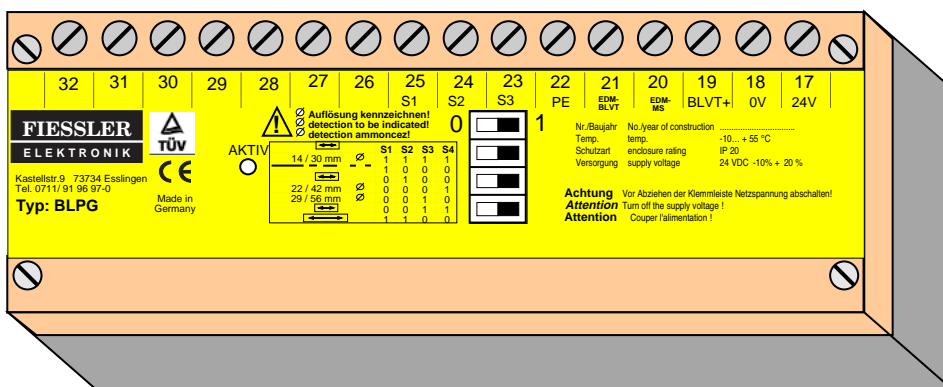 32 31 30 29 28 27 26 25 24 23 22 21 20 19 18 17
S1 S2 S3 PE EDM-BLVT EDM-MS BLVT+ 0V 24V
FIESSLER
ELEKTRONIK
TÜV
CE
Kastellstr.9 73734 Esslingen
Tel. 0711/ 91 96 97-0
Typ: BLPG
Made in
Germany
AKTIV
! Ø Auflösung kennzeichnen!
Ø detection to be indicated!
Ø detection ammoncez!
S1 S2 S3 S4
14 / 30 mm Ø 1 1 1 1
1 0 0 0
0 1 0 0
0 0 1 0
22 / 42 mm Ø 0 0 0 1
29 / 56 mm Ø 1 0 0 1
0 0 1 1
1 1 0 0
0 1
Nr./Baujahr No./year of construction ................................
Temp. temp. -10... + 55 °C
Schutzart enclosure rating IP 20
Versorgung supply voltage 24 VDC -10% + 20 %
Achtung Vor Abziehen der Klemmleiste Netzspannung abschalten!
Attention Turn off the supply voltage !
Attention Couper l'alimentation !